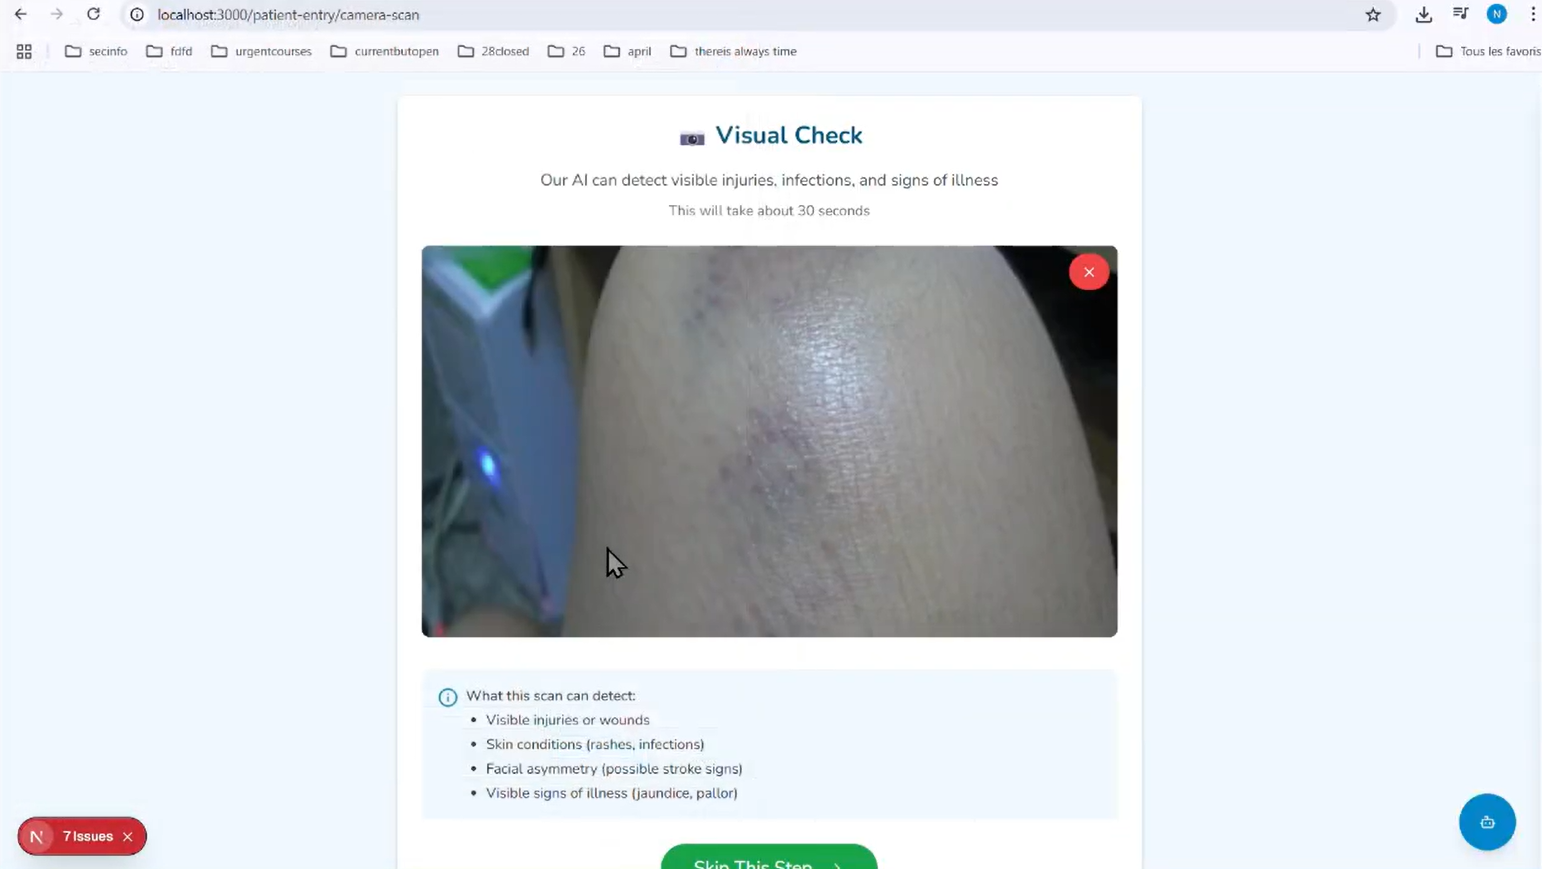 localhost:3000/patient-entry/camera-scan
N
secinfo fdfd urgentcourses currentbutopen 28closed 26 april thereis always time Tous les favoris
Visual Check
Our AI can detect visible injuries, infections, and signs of illness
This will take about 30 seconds
What this scan can detect:
• Visible injuries or wounds
• Skin conditions (rashes, infections)
• Facial asymmetry (possible stroke signs)
• Visible signs of illness (jaundice, pallor)
N 7 Issues
Skip This Step